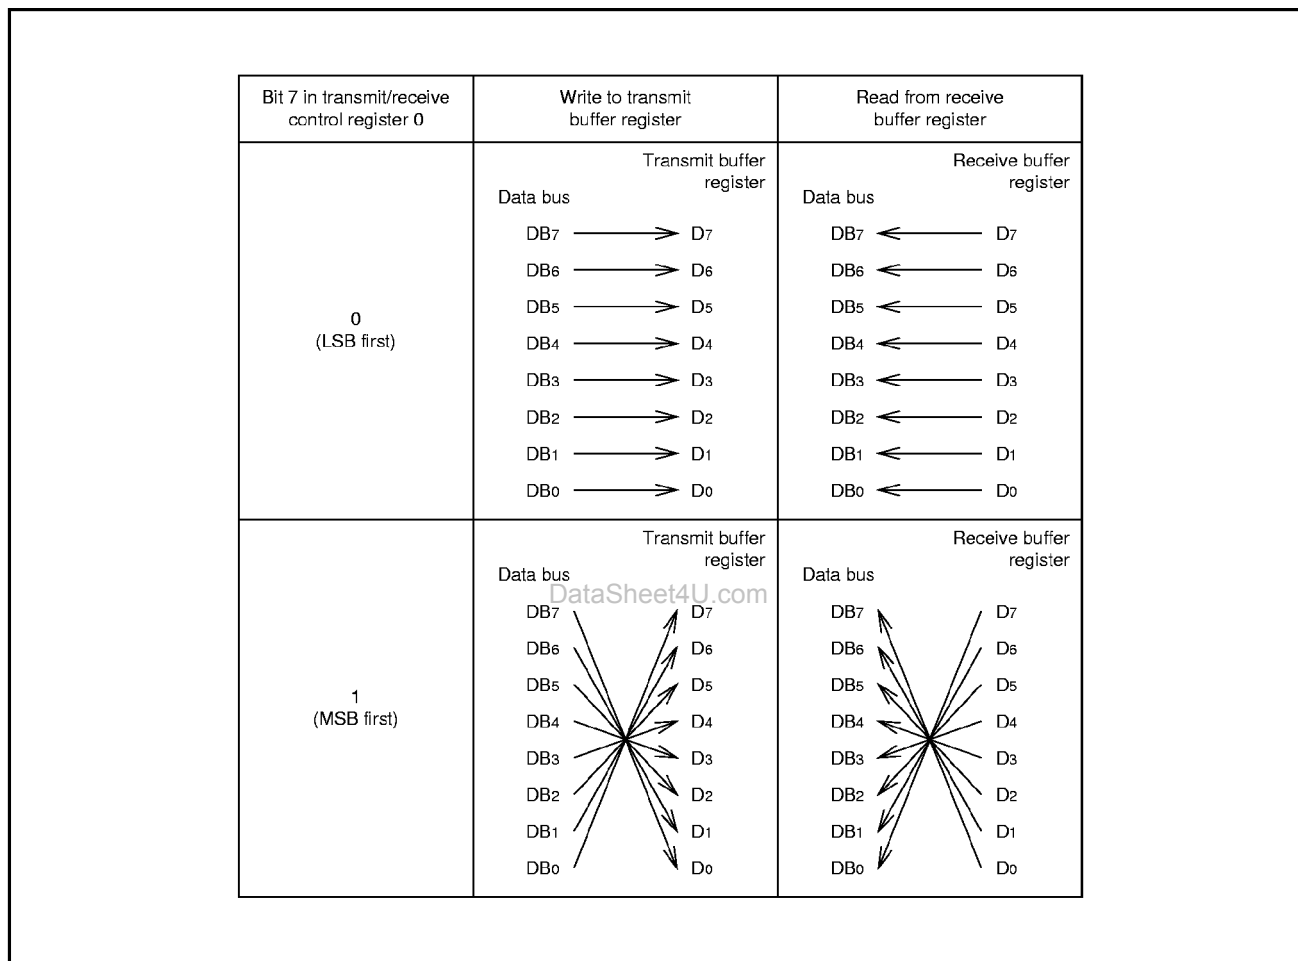 Bit 7 in transmit/receive
control register 0
Write to transmit
buffer register
Read from receive
buffer register
0
(LSB first)
Transmit buffer
register
Data bus
DB7 D7
DB6 D6
DB5 D5
DB4 D4
DB3 D3
DB2 D2
DB1 D1
DB0 D0
Receive buffer
register
Data bus
DB7 D7
DB6 D6
DB5 D5
DB4 D4
DB3 D3
DB2 D2
DB1 D1
DB0 D0
1
(MSB first)
Transmit buffer
register
Data bus
DataSheet4U.com
DB7 D7
DB6 D6
DB5 D5
DB4 D4
DB3 D3
DB2 D2
DB1 D1
DB0 D0
Receive buffer
register
Data bus
DB7 D7
DB6 D6
DB5 D5
DB4 D4
DB3 D3
DB2 D2
DB1 D1
DB0 D0